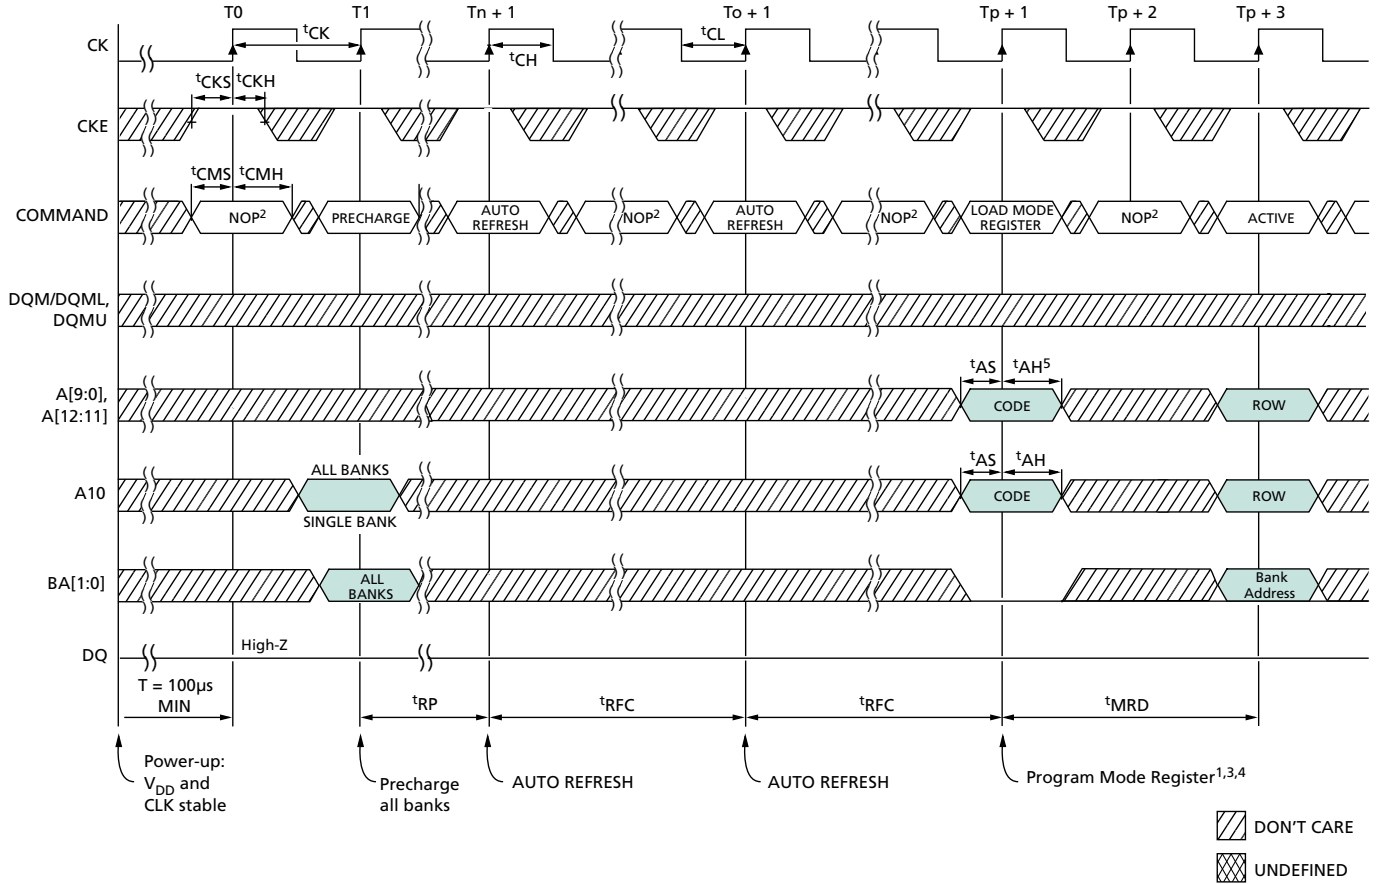 T0 T1 Tn + 1 To + 1 Tp + 1 Tp + 2 Tp + 3
CK
tCK
tCH
tCL
tCKS tCKH
CKE
tCMS tCMH
COMMAND
NOP2
PRECHARGE
AUTO
REFRESH
NOP2
AUTO
REFRESH
NOP2
LOAD MODE
REGISTER
NOP2
ACTIVE
DQM/DQML,
DQMU
tAS tAH5
A[9:0],
A[12:11]
CODE
ROW
ALL BANKS
tAS tAH
A10
CODE
ROW
SINGLE BANK
BA[1:0]
ALL
BANKS
Bank
Address
DQ
High-Z
T = 100µs
MIN
tRP
tRFC
tRFC
tMRD
Power-up:
VDD and
CLK stable
Precharge
all banks
AUTO REFRESH
AUTO REFRESH
Program Mode Register1,3,4
DON'T CARE
UNDEFINED